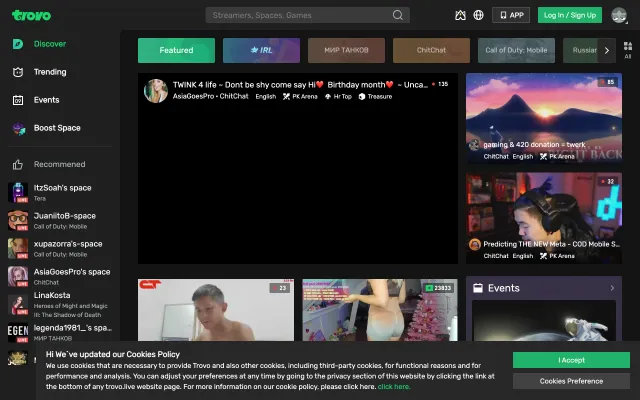 trovo
Streamers, Spaces, Games
APP
Log In / Sign Up
Discover
Trending
Events
Boost Space
Recommened
ItzSoah's space
Tera
LIVE
JuaniitoB-space
Call of Duty: Mobile
LIVE
xupazorra's-space
Call of Duty: Mobile
LIVE
AsiaGoesPro's space
ChitChat
LIVE
LinaKosta
Heroes of Might and Magic
III: The Shadow of Death
LIVE
legenda1981_'s spa...
МИР ТАНКОВ
LIVE
Featured
IRL
МИР ТАНКОВ
ChitChat
Call of Duty: Mobile
Russian
All
TWINK 4 life ~ Dont be shy come say Hi❤ Birthday month❤ ~ Unca...
135
AsiaGoesPro • ChitChat English PK Arena Hr Top Treasure
85
gaming & 420 donation = twerk
ChitChat English PK Arena
32
Predicting THE NEW Meta - COD Mobile S...
ChitChat English PK Arena
23
23833
Events
Hi We`ve updated our Cookies Policy
We use cookies that are necessary to provide Trovo and also other cookies, including third-party cookies, for functional reasons and for
performance and analysis. You can adjust your preferences at any time by going to the privacy section of this website by clicking the link at
the bottom of any trovo.live website page. For more information on our cookie policy, please click here. click here.
I Accept
Cookies Preference